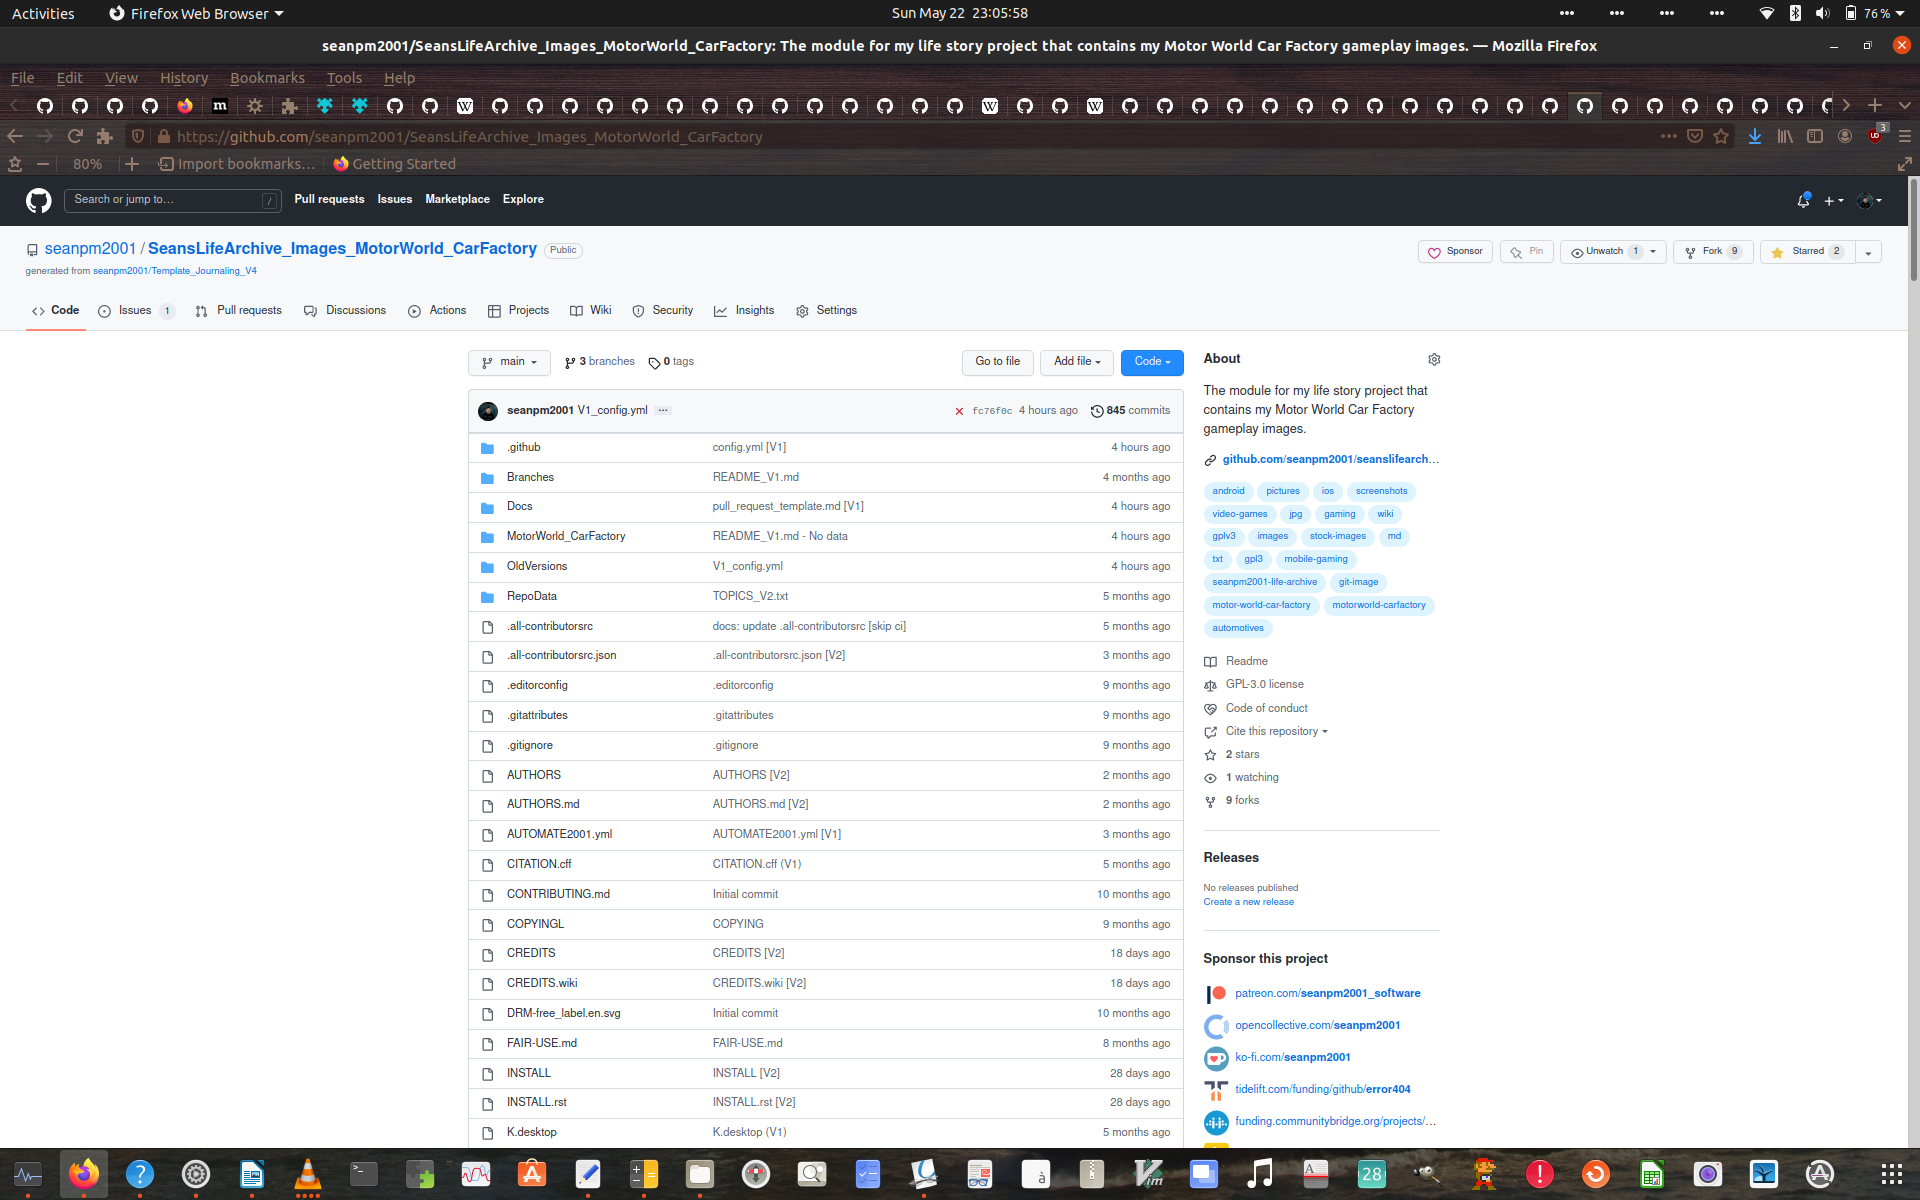 Activities
Firefox Web Browser
Sun May 22 23:05:58
76 %
seanpm2001/SeansLifeArchive_Images_MotorWorld_CarFactory: The module for my life story project that contains my Motor World Car Factory gameplay images. — Mozilla Firefox
File Edit View History Bookmarks Tools Help
https://github.com/seanpm2001/SeansLifeArchive_Images_MotorWorld_CarFactory
3
80%
Import bookmarks...
Getting Started
Search or jump to...
/
Pull requests Issues Marketplace Explore
seanpm2001 / SeansLifeArchive_Images_MotorWorld_CarFactory Public
generated from seanpm2001/Template_Journaling_V4
Sponsor
Pin
Unwatch 1
Fork 9
Starred 2
Code
Issues 1
Pull requests
Discussions
Actions
Projects
Wiki
Security
Insights
Settings
main
3 branches
0 tags
Go to file
Add file
Code
seanpm2001 V1_config.yml ...
fc76f0c 4 hours ago
845 commits
.github config.yml [V1] 4 hours ago
Branches README_V1.md 4 months ago
Docs pull_request_template.md [V1] 4 hours ago
MotorWorld_CarFactory README_V1.md - No data 4 hours ago
OldVersions V1_config.yml 4 hours ago
RepoData TOPICS_V2.txt 5 months ago
.all-contributorsrc docs: update .all-contributorsrc [skip ci] 5 months ago
.all-contributorsrc.json .all-contributorsrc.json [V2] 3 months ago
.editorconfig .editorconfig 9 months ago
.gitattributes .gitattributes 9 months ago
.gitignore .gitignore 9 months ago
AUTHORS AUTHORS [V2] 2 months ago
AUTHORS.md AUTHORS.md [V2] 2 months ago
AUTOMATE2001.yml AUTOMATE2001.yml [V1] 3 months ago
CITATION.cff CITATION.cff (V1) 5 months ago
CONTRIBUTING.md Initial commit 10 months ago
COPYINGL COPYING 9 months ago
CREDITS CREDITS [V2] 18 days ago
CREDITS.wiki CREDITS.wiki [V2] 18 days ago
DRM-free_label.en.svg Initial commit 10 months ago
FAIR-USE.md FAIR-USE.md 8 months ago
INSTALL INSTALL [V2] 28 days ago
INSTALL.rst INSTALL.rst [V2] 28 days ago
K.desktop K.desktop (V1) 5 months ago
About
The module for my life story project that
contains my Motor World Car Factory
gameplay images.
github.com/seanpm2001/seanslifearch...
android pictures ios screenshots
video-games jpg gaming wiki
gplv3 images stock-images md
txt gpl3 mobile-gaming
seanpm2001-life-archive git-image
motor-world-car-factory motorworld-carfactory
automotives
Readme
GPL-3.0 license
Code of conduct
Cite this repository
2 stars
1 watching
9 forks
Releases
No releases published
Create a new release
Sponsor this project
patreon.com/seanpm2001_software
opencollective.com/seanpm2001
ko-fi.com/seanpm2001
tidelift.com/funding/github/error404
funding.communitybridge.org/projects/...
28